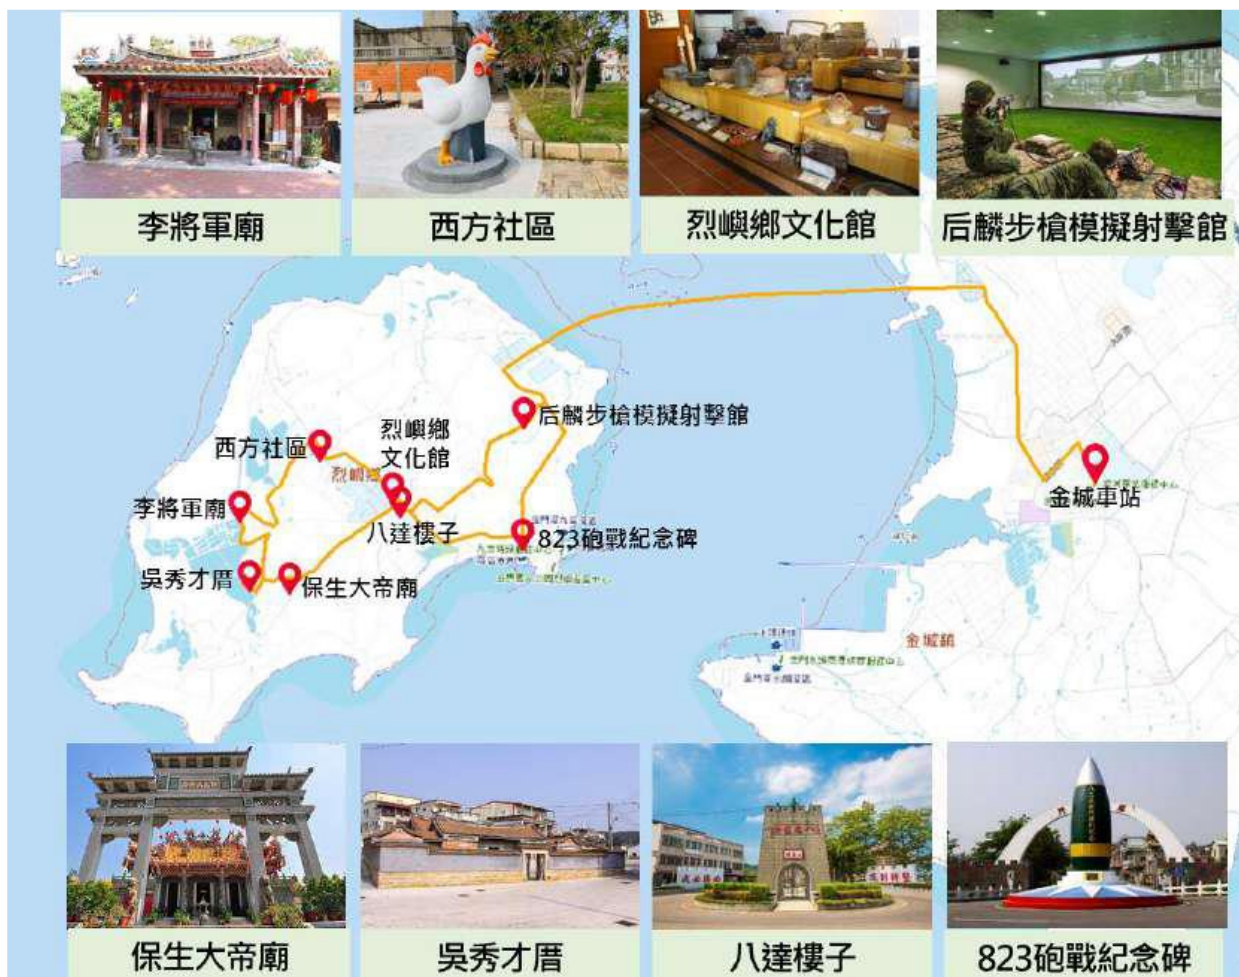 李將軍廟
西方社區
烈嶼鄉文化館
后麟步槍模擬射擊館
后麟步槍模擬射擊館
烈嶼鄉
文化館
西方社區
烈嶼鄉
李將軍廟
八達樓子
823砲戰紀念碑
金城車站
吳秀才厝
保生大帝廟
金城鎮
保生大帝廟
吳秀才厝
八達樓子
823砲戰紀念碑